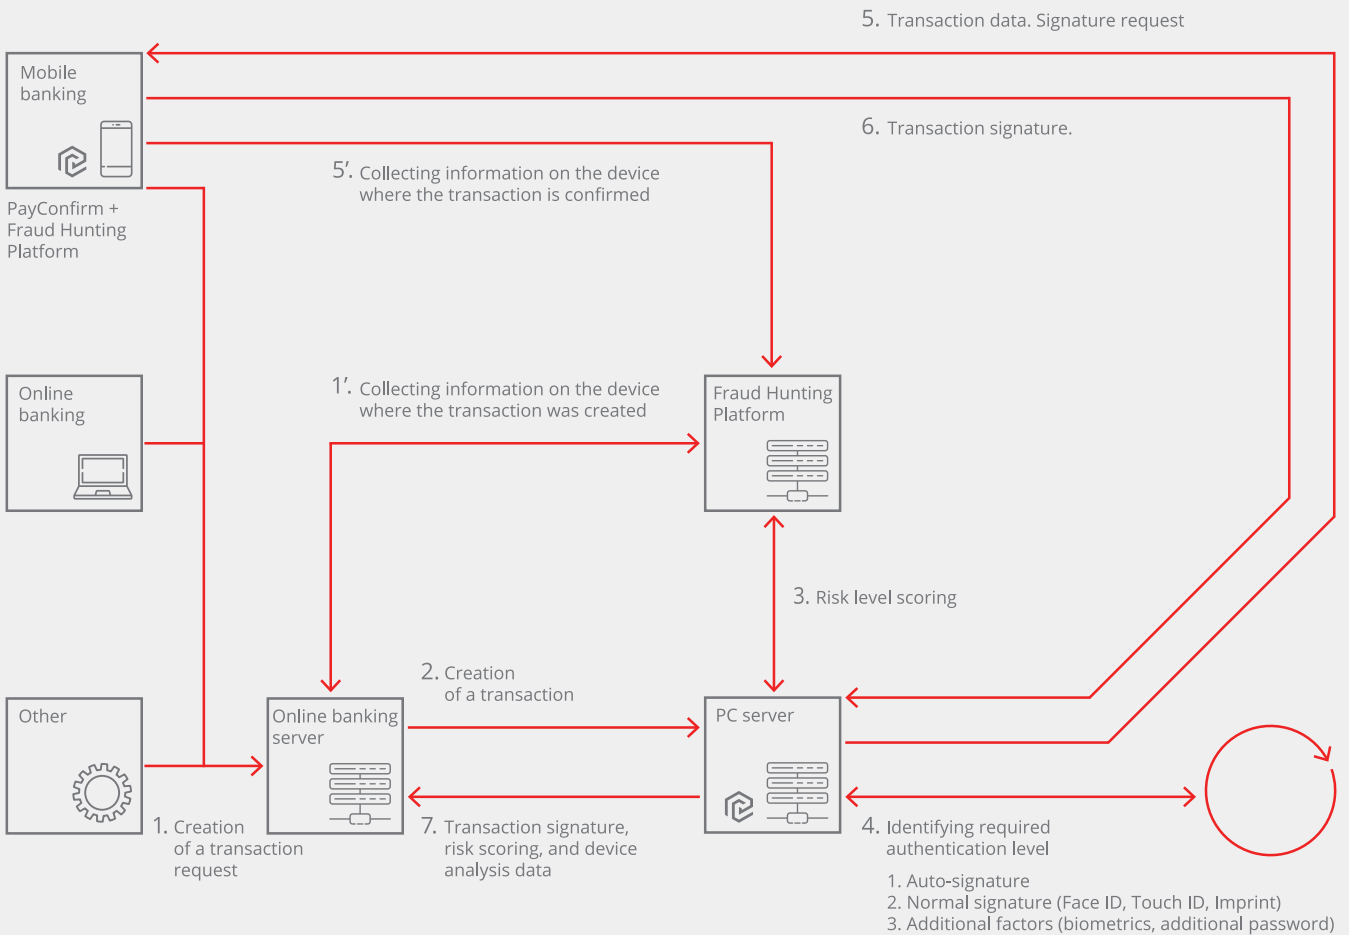 5. Transaction data. Signature request
Mobile
banking
6. Transaction signature.
5’. Collecting information on the device
where the transaction is confirmed
PayConfirm +
Fraud Hunting
Platform
Online
banking
1’. Collecting information on the device
where the transaction was created
Fraud Hunting
Platform
3. Risk level scoring
2. Creation
of a transaction
Other
Online banking
server
PC server
1. Creation
of a transaction
request
7. Transaction signature,
risk scoring, and device
analysis data
4. Identifying required
authentication level
1. Auto-signature
2. Normal signature (Face ID, Touch ID, Imprint)
3. Additional factors (biometrics, additional password)